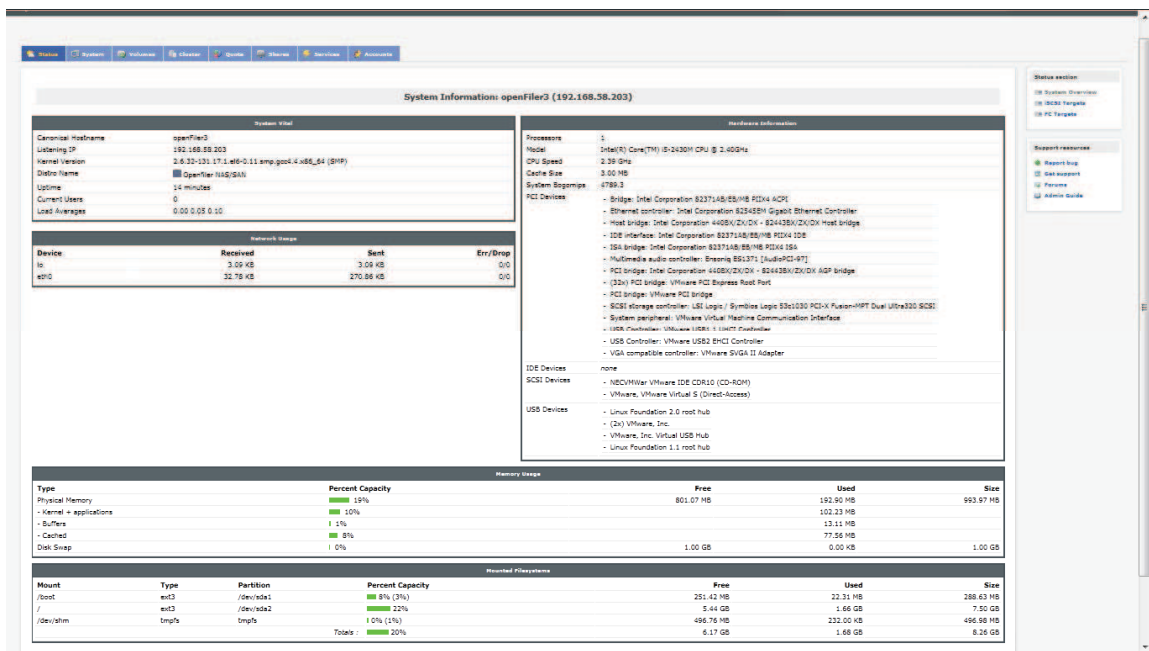 Status System Volumes Cluster Quota Shares Services Accounts
System Information: openFiler3 (192.168.58.203)
System Vital
Canonical Hostname openFiler3
Listening IP 192.168.58.203
Kernel Version 2.6.32-131.17.1.el6-0.11.smp.gcc4.4.x86_64 (SMP)
Distro Name Openfiler NAS/SAN
Uptime 14 minutes
Current Users 0
Load Averages 0.00 0.05 0.10
Network Usage
Device Received Sent Err/Drop
lo 3.09 KB 3.09 KB 0/0
eth0 32.78 KB 270.86 KB 0/0
Hardware Information
Processors 1
Model Intel(R) Core(TM) i5-2430M CPU @ 2.40GHz
CPU Speed 2.39 GHz
Cache Size 3.00 MB
System Bogomips 4789.3
PCI Devices
- Bridge: Intel Corporation 82371AB/EB/MB PIIX4 ACPI
- Ethernet controller: Intel Corporation 82545EM Gigabit Ethernet Controller
- Host bridge: Intel Corporation 440BX/ZX/DX - 82443BX/ZX/DX Host bridge
- IDE interface: Intel Corporation 82371AB/EB/MB PIIX4 IDE
- ISA bridge: Intel Corporation 82371AB/EB/MB PIIX4 ISA
- Multimedia audio controller: Ensoniq ES1371 [AudioPCI-97]
- PCI bridge: Intel Corporation 440BX/ZX/DX - 82443BX/ZX/DX AGP bridge
- (32x) PCI bridge: VMware PCI Express Root Port
- PCI bridge: VMware PCI bridge
- SCSI storage controller: LSI Logic / Symbios Logic 53c1030 PCI-X Fusion-MPT Dual Ultra320 SCSI
- System peripheral: VMware Virtual Machine Communication Interface
- USB Controller: VMware USB1.1 UHCI Controller
- USB Controller: VMware USB2 EHCI Controller
- VGA compatible controller: VMware SVGA II Adapter
IDE Devices none
SCSI Devices
- NECVMWar VMware IDE CDR10 (CD-ROM)
- VMware, VMware Virtual S (Direct-Access)
USB Devices
- Linux Foundation 2.0 root hub
- (2x) VMware, Inc.
- VMware, Inc. Virtual USB Hub
- Linux Foundation 1.1 root hub
Memory Usage
Type Percent Capacity Free Used Size
Physical Memory 19% 801.07 MB 192.90 MB 993.97 MB
- Kernel + applications 10% 102.23 MB
- Buffers 1% 13.11 MB
- Cached 8% 77.56 MB
Disk Swap 0% 1.00 GB 0.00 KB 1.00 GB
Mounted Filesystems
Mount Type Partition Percent Capacity Free Used Size
/boot ext3 /dev/sda1 8% (3%) 251.42 MB 22.31 MB 288.63 MB
/ ext3 /dev/sda2 22% 5.44 GB 1.66 GB 7.50 GB
/dev/shm tmpfs tmpfs 0% (1%) 496.76 MB 232.00 KB 496.98 MB
Totals : 20% 6.17 GB 1.68 GB 8.26 GB
Status section
System Overview
iSCSI Targets
FC Targets
Support resources
Report bug
Get support
Forums
Admin Guide